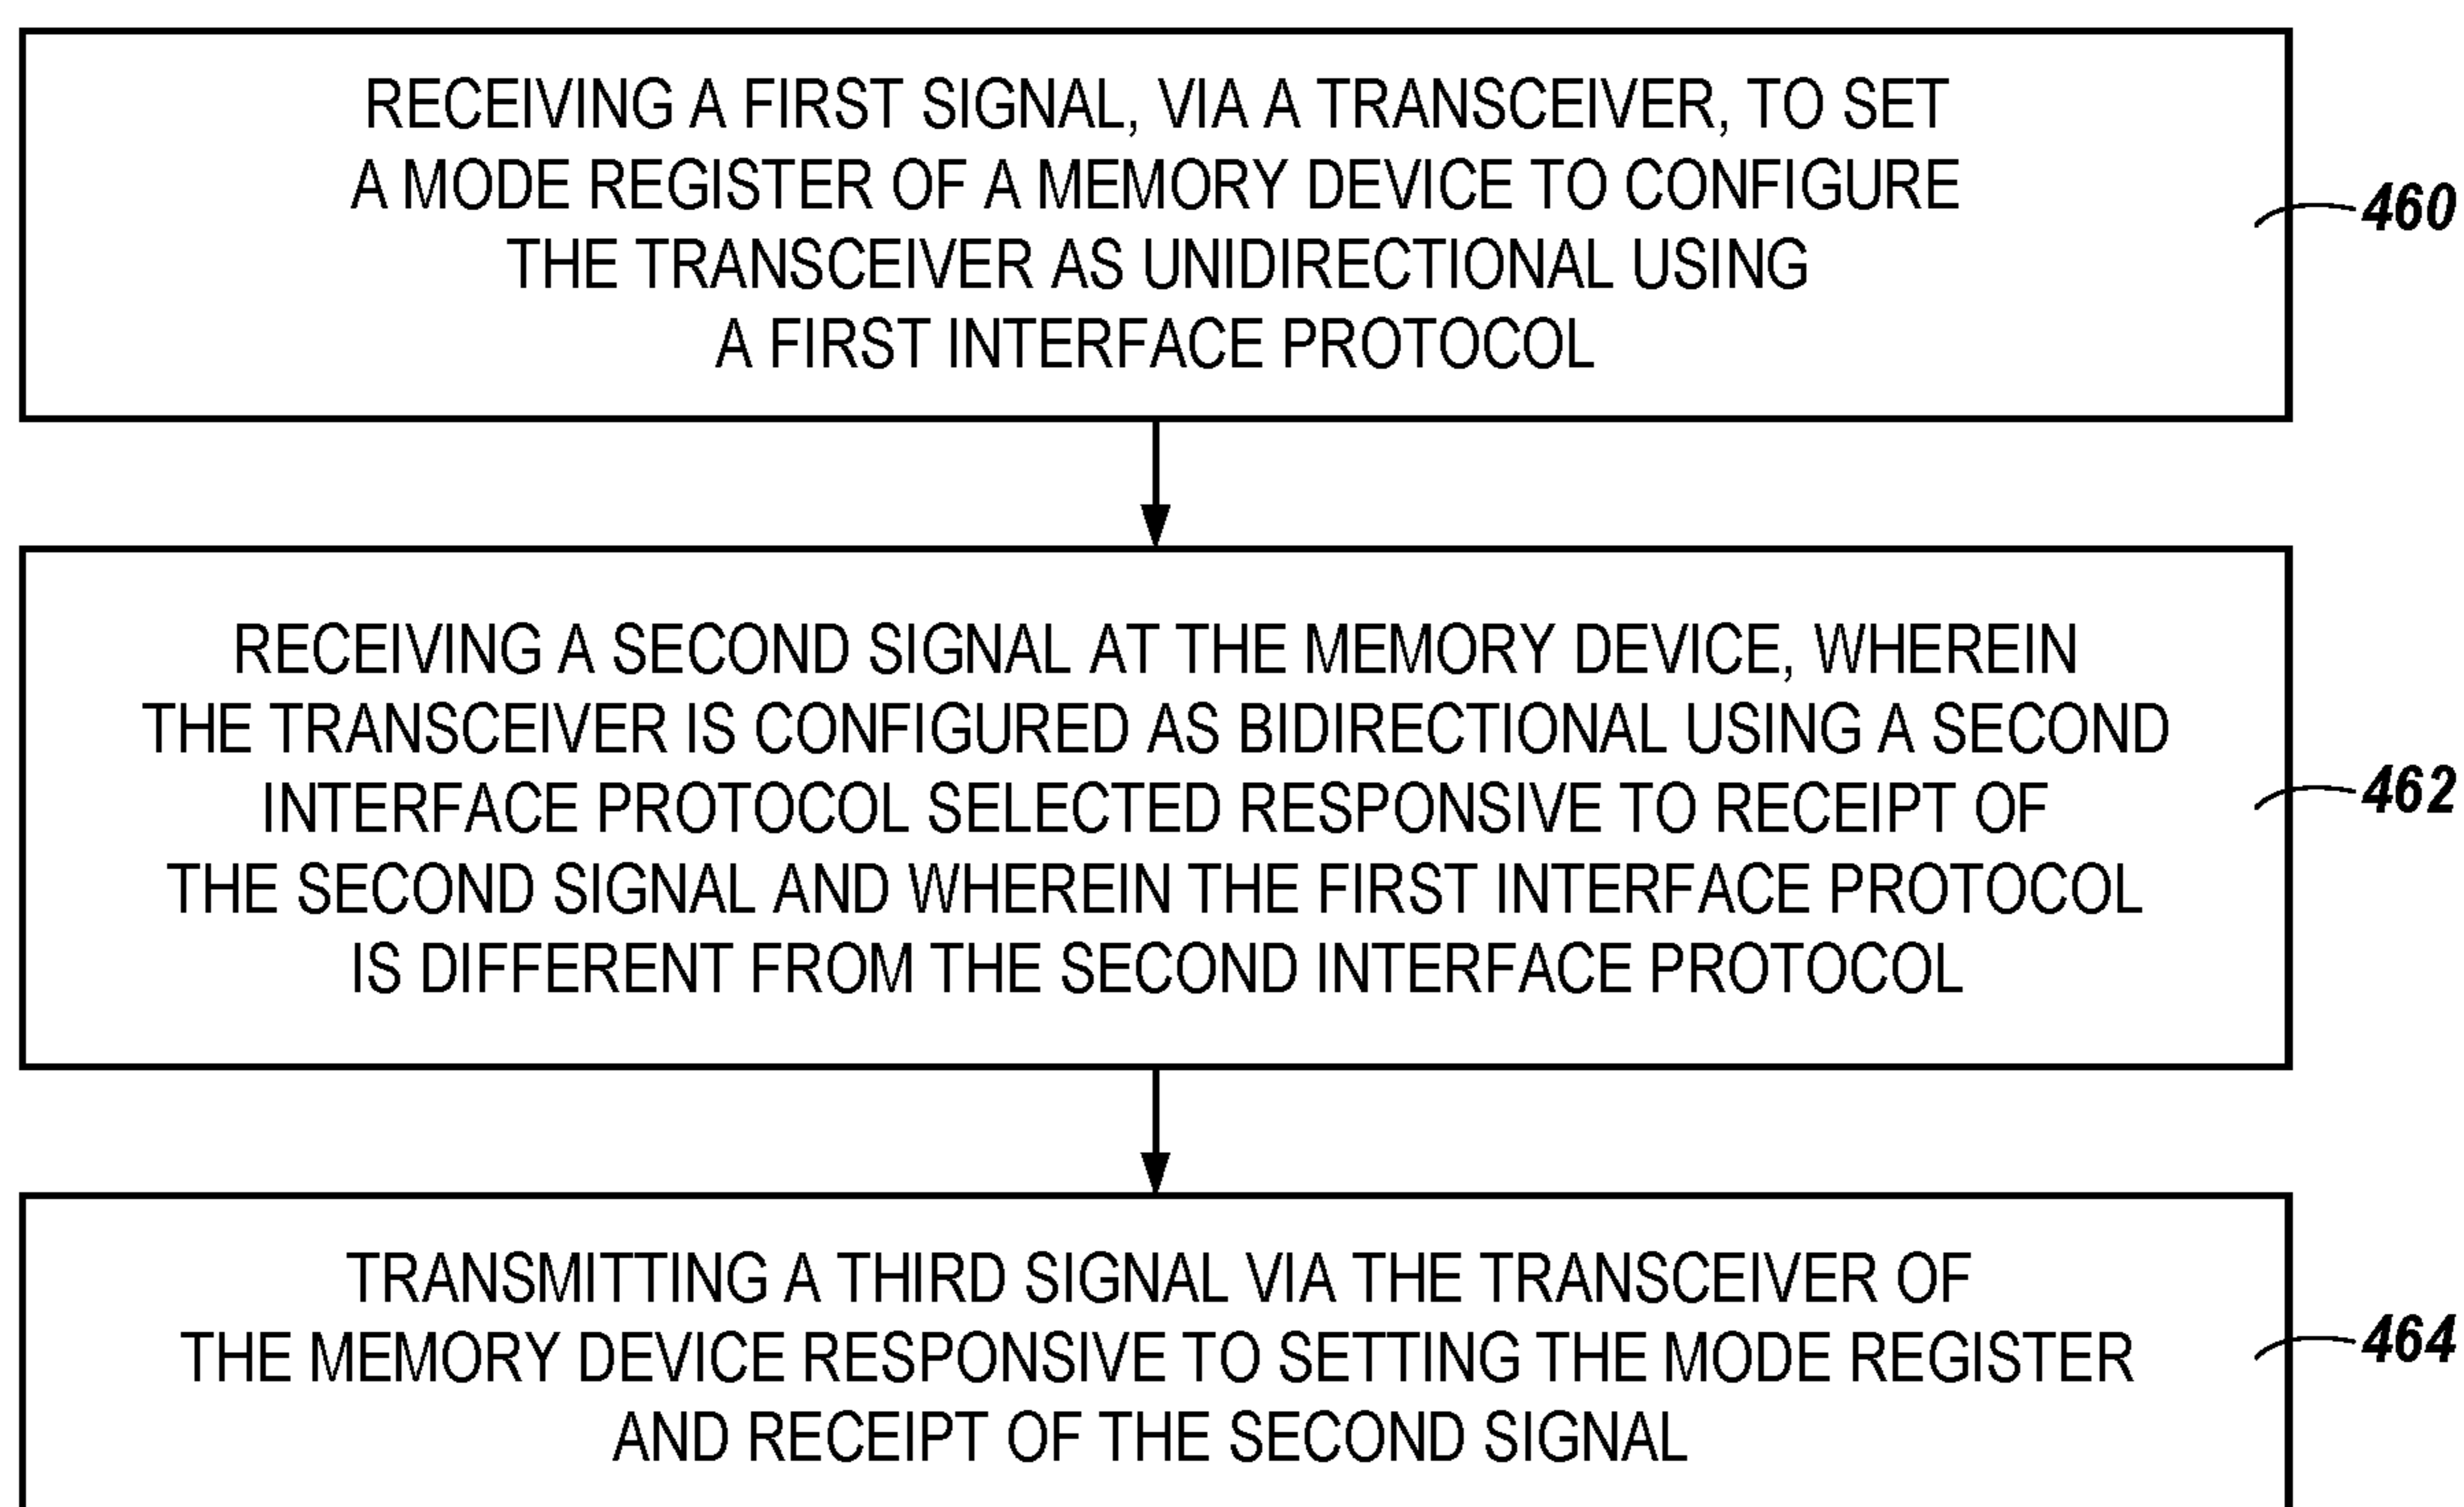 RECEIVING A FIRST SIGNAL, VIA A TRANSCEIVER, TO SET
A MODE REGISTER OF A MEMORY DEVICE TO CONFIGURE
THE TRANSCEIVER AS UNIDIRECTIONAL USING
A FIRST INTERFACE PROTOCOL
460
RECEIVING A SECOND SIGNAL AT THE MEMORY DEVICE, WHEREIN
THE TRANSCEIVER IS CONFIGURED AS BIDIRECTIONAL USING A SECOND
INTERFACE PROTOCOL SELECTED RESPONSIVE TO RECEIPT OF
THE SECOND SIGNAL AND WHEREIN THE FIRST INTERFACE PROTOCOL
IS DIFFERENT FROM THE SECOND INTERFACE PROTOCOL
462
TRANSMITTING A THIRD SIGNAL VIA THE TRANSCEIVER OF
THE MEMORY DEVICE RESPONSIVE TO SETTING THE MODE REGISTER
AND RECEIPT OF THE SECOND SIGNAL
464